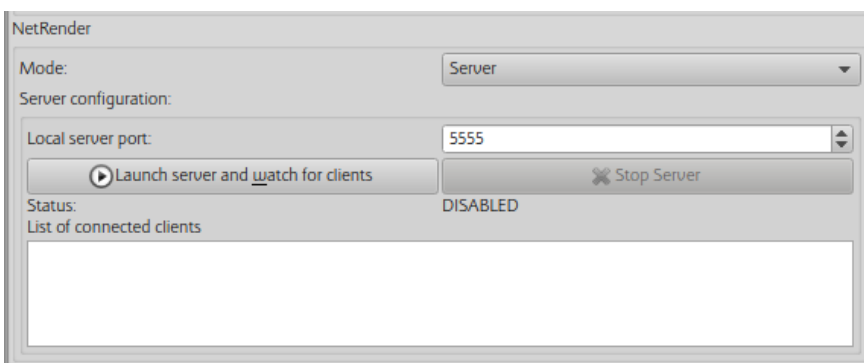 NetRender
Mode: Server
Server configuration:
Local server port: 5555
Launch server and watch for clients Stop Server
Status: DISABLED
List of connected clients